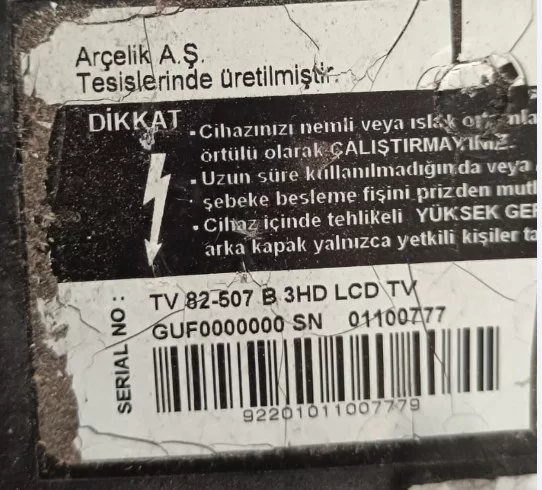 Arçelik A.Ş.
Tesislerinde üretilmiştir.
DİKKAT
• Cihazınızı nemli veya ıslak
örtülü olarak ÇALIŞTIRMAYINIZ.
• Uzun süre kullanılmadığında veya
şebeke besleme fişini prizden
• Cihaz içinde tehlikeli YÜKSEK
arka kapak yalnızca yetkili kişiler
SERIAL NO :
TV 82-507 B 3HD LCD TV
GUF0000000 SN 01100777
92201011007779